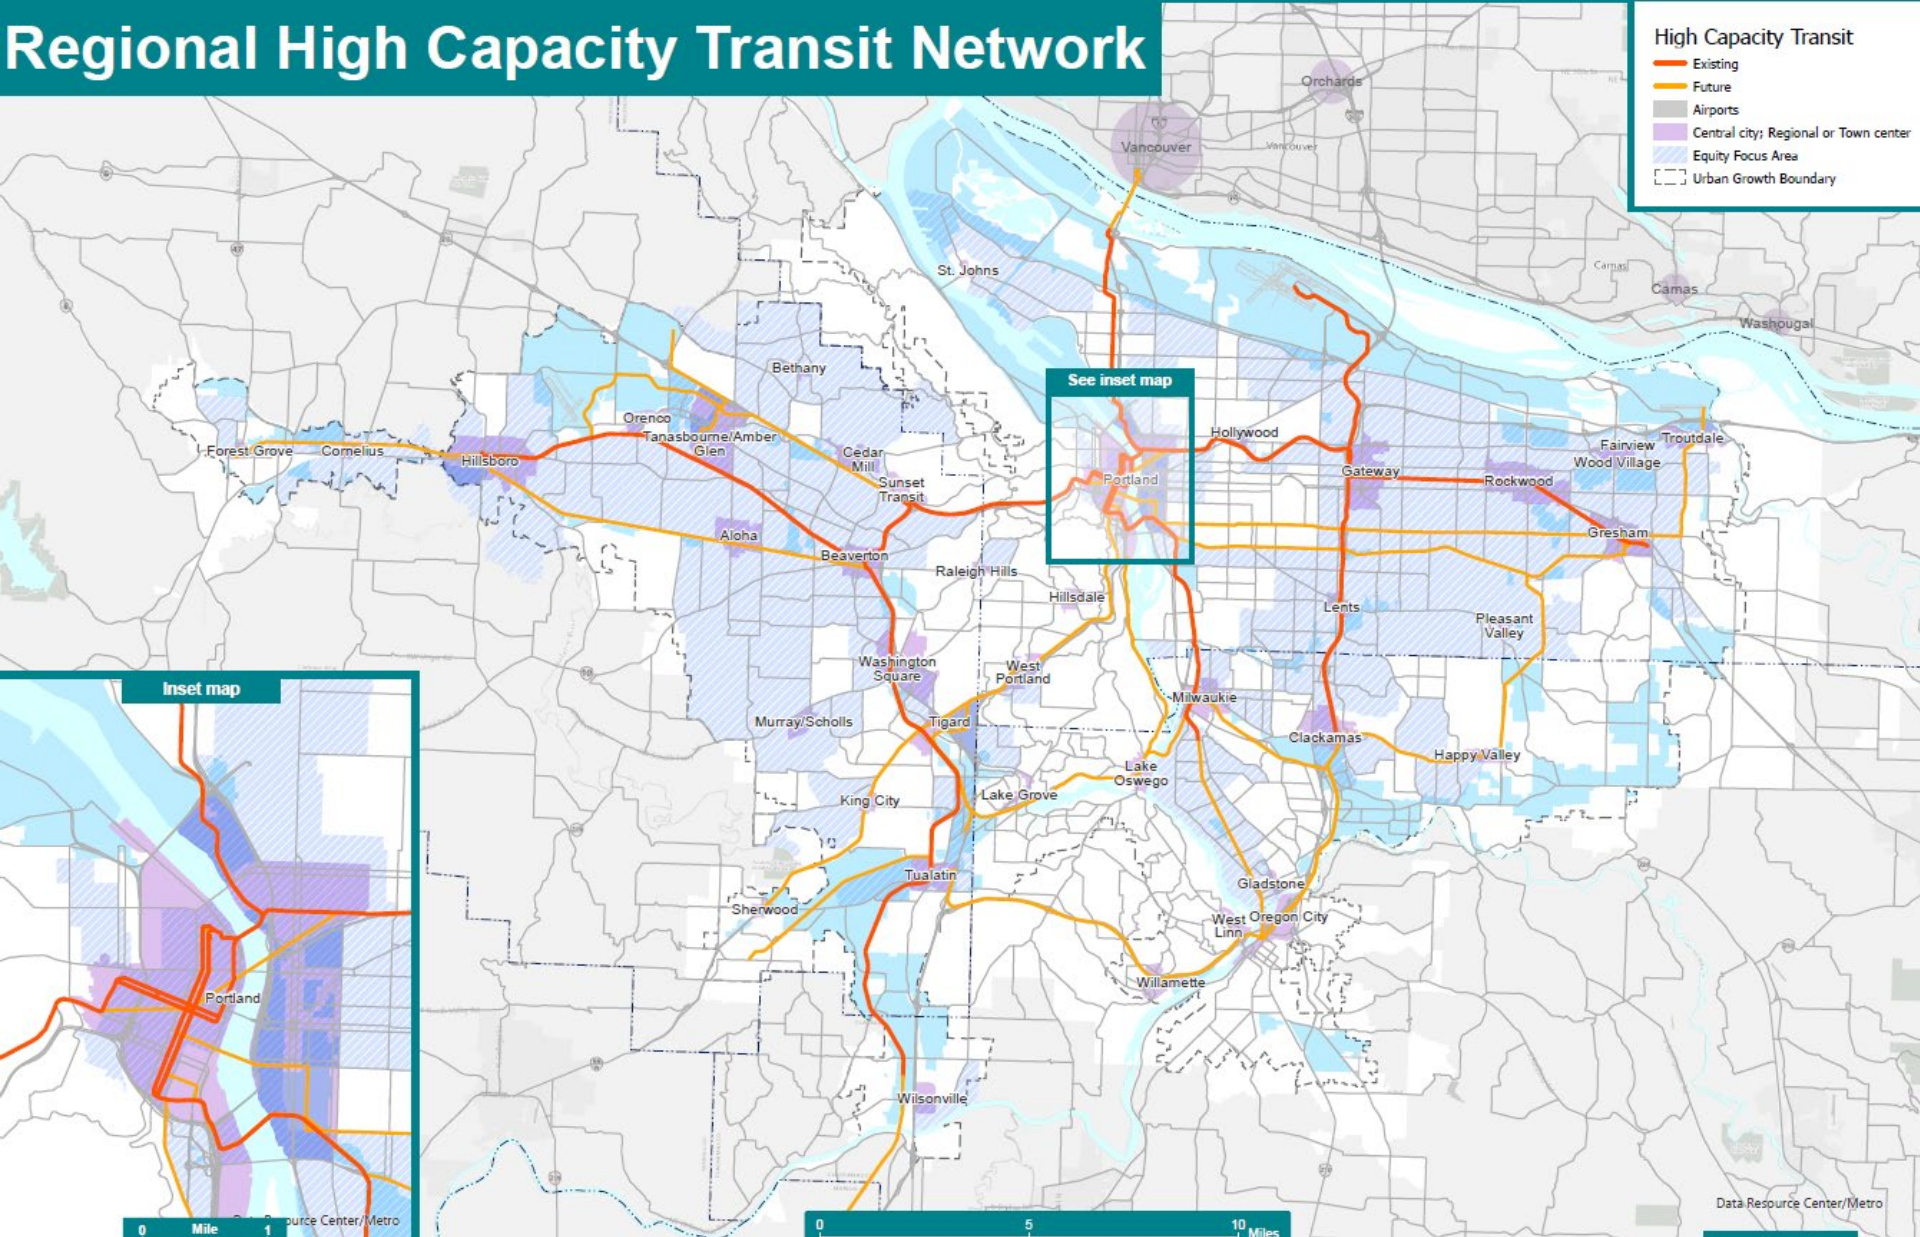 Regional High Capacity Transit Network
High Capacity Transit
Existing
Future
Airports
Central city; Regional or Town center
Equity Focus Area
Urban Growth Boundary
Orchards
Vancouver
Vancouver
St. Johns
Camas
Camas
Washougal
Bethany
See inset map
Orenco
Tanasbourne/Amber
Glen
Hollywood
Forest Grove
Cornelius
Hillsboro
Cedar
Mill
Sunset
Transit
Portland
Gateway
Rockwood
Fairview
Wood Village
Troutdale
Gresham
Aloha
Beaverton
Raleigh Hills
Hillsdale
Lents
Pleasant
Valley
Washington
Square
West
Portland
Milwaukie
Murray/Scholls
Tigard
Clackamas
Happy Valley
Lake
Oswego
King City
Lake Grove
Tualatin
Gladstone
Sherwood
West
Linn
Oregon City
Willamette
Wilsonville
Inset map
Portland
0 Mile 1
0 5 10 Miles
Data Resource Center/Metro